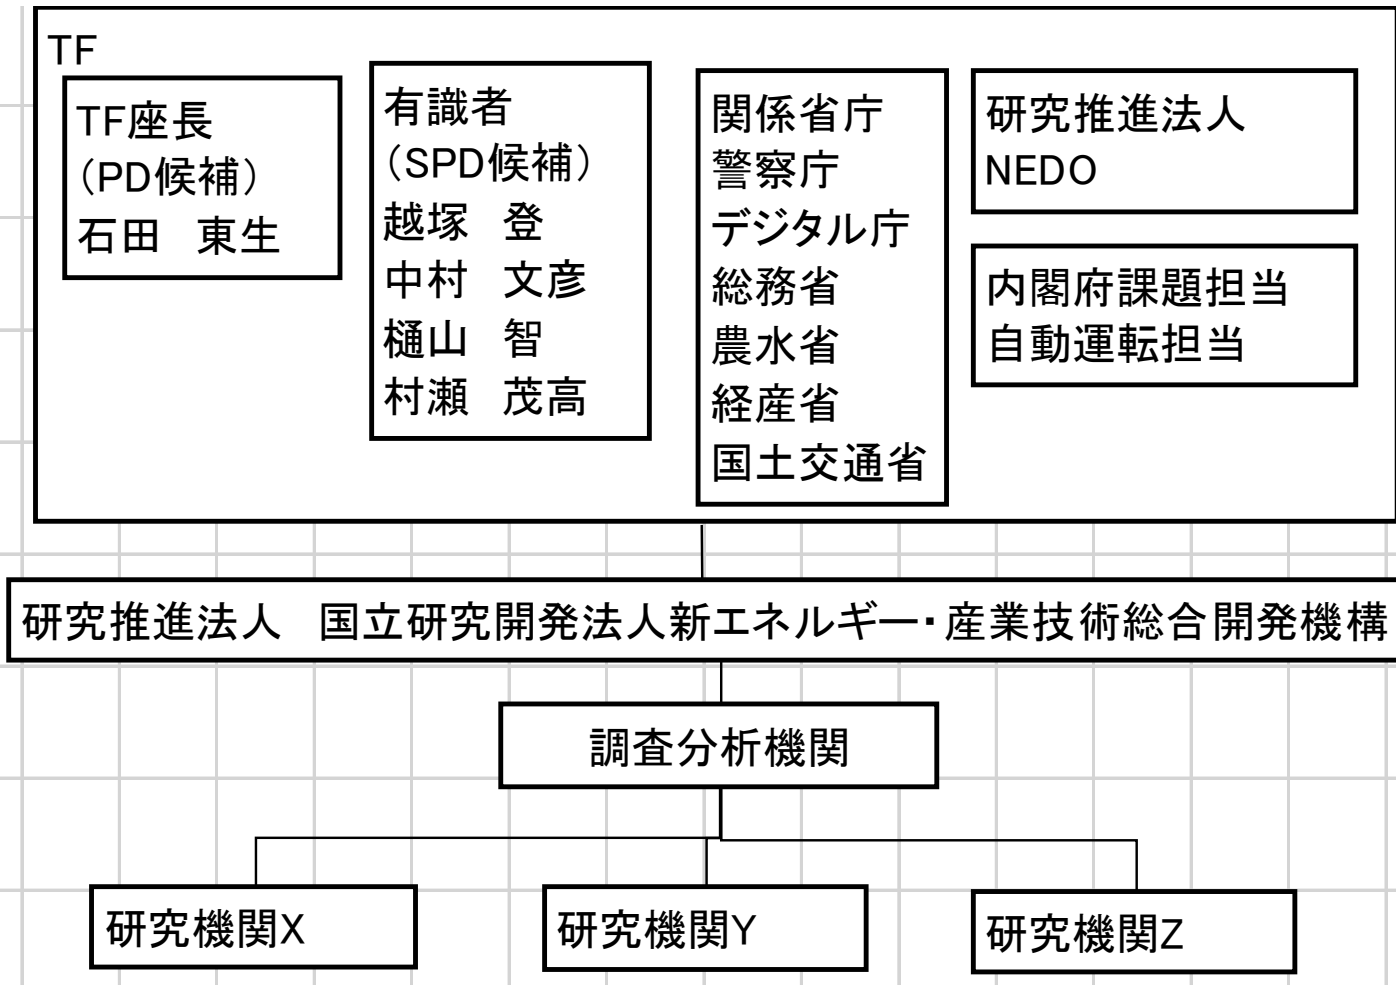 TF
TF座長
（PD候補）
石田　東生
有識者
（SPD候補）
越塚　登
中村　文彦
樋山　智
村瀬　茂高
関係省庁
警察庁
デジタル庁
総務省
農水省
経産省
国土交通省
研究推進法人
NEDO
内閣府課題担当
自動運転担当
研究推進法人　国立研究開発法人新エネルギー・産業技術総合開発機構
調査分析機関
研究機関X
研究機関Y
研究機関Z